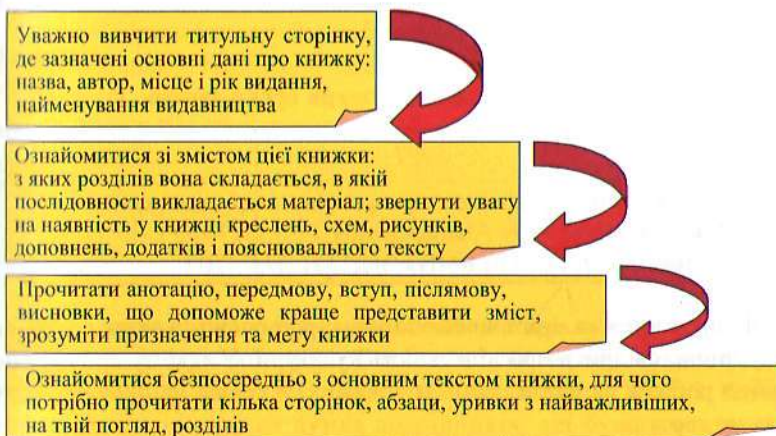 Уважно вивчити титульну сторінку,
де зазначені основні дані про книжку:
назва, автор, місце і рік видання,
найменування видавництва
Ознайомитися зі змістом цієї книжки:
з яких розділів вона складається, в якій
послідовності викладається матеріал; звернути увагу
на наявність у книжці креслень, схем, рисунків,
доповнень, додатків і пояснювального тексту
Прочитати анотацію, передмову, вступ, післямову,
висновки, що допоможе краще представити зміст,
зрозуміти призначення та мету книжки
Ознайомитися безпосередньо з основним текстом книжки, для чого
потрібно прочитати кілька сторінок, абзаци, уривки з найважливіших,
на твій погляд, розділів